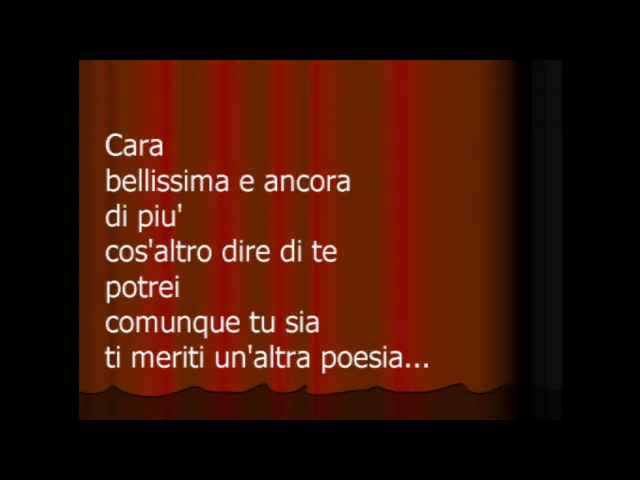 Cara
bellissima e ancora
di piu'
cos'altro dire di te
potrei
comunque tu sia
ti meriti un'altra poesia...